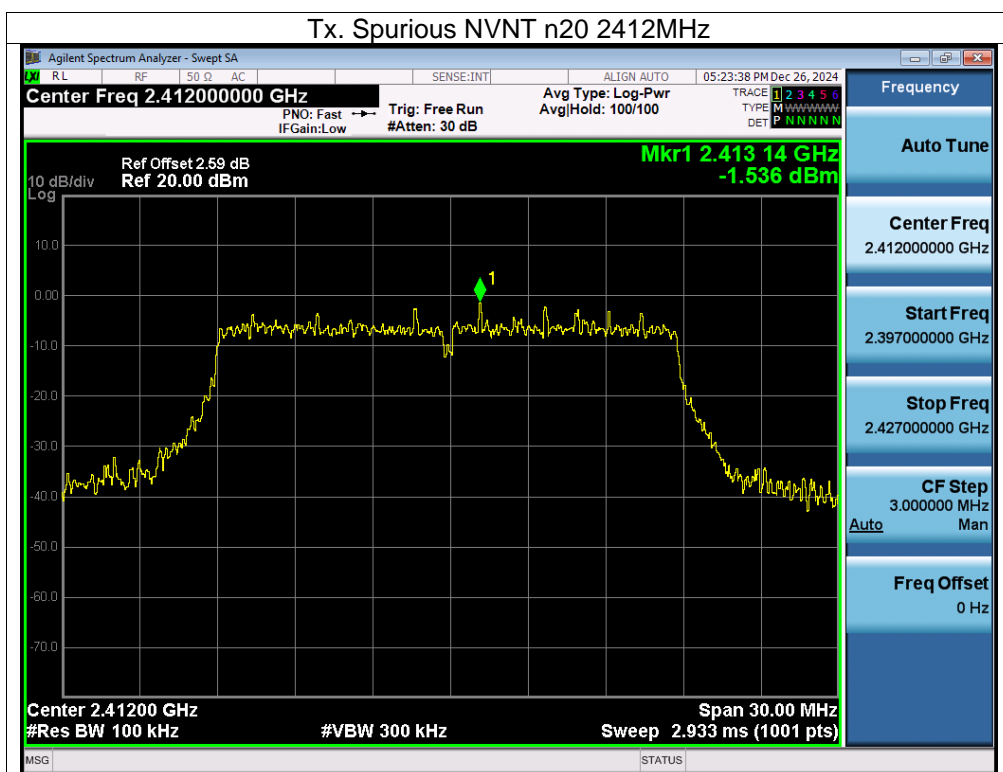 Tx. Spurious NVNT n20 2412MHz
Agilent Spectrum Analyzer - Swept SA
LXI RL RF 50 Ω AC SENSE:INT ALIGN AUTO 05:23:38 PM Dec 26, 2024
Center Freq 2.412000000 GHz
PNO: Fast
IFGain:Low
Trig: Free Run
#Atten: 30 dB
Avg Type: Log-Pwr
Avg|Hold: 100/100
TRACE 1 2 3 4 5 6
TYPE M WWWWW
DET P N N N N N
Mkr1 2.413 14 GHz
-1.536 dBm
Ref Offset 2.59 dB
10 dB/div Ref 20.00 dBm
Log
10.0
0.00
-10.0
-20.0
-30.0
-40.0
-50.0
-60.0
-70.0
1
Center 2.41200 GHz Span 30.00 MHz
#Res BW 100 kHz #VBW 300 kHz Sweep 2.933 ms (1001 pts)
MSG STATUS
Frequency
Auto Tune
Center Freq
2.412000000 GHz
Start Freq
2.397000000 GHz
Stop Freq
2.427000000 GHz
CF Step
3.000000 MHz
Auto Man
Freq Offset
0 Hz